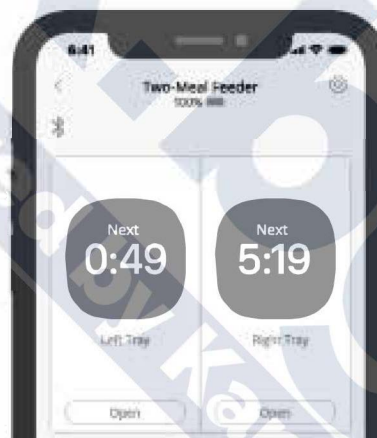 6:41
Two-Meal Feeder
100%
Next
0:49
Left Tray
Open
Next
5:19
Right Tray
Open